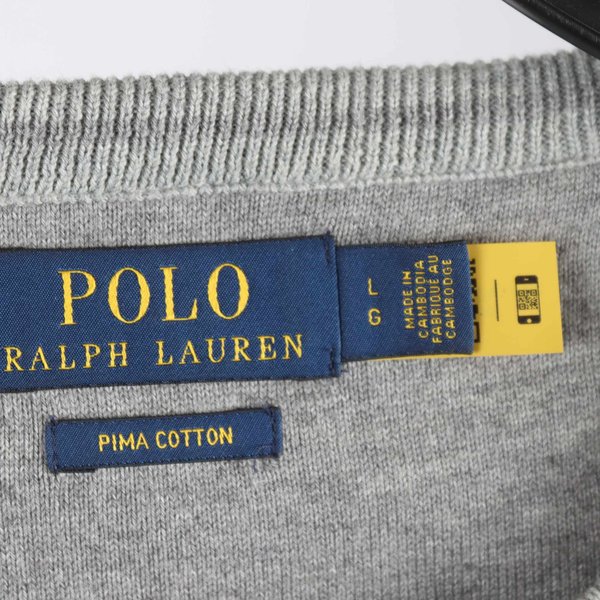 POLO
RALPH LAUREN
L
G
MADE IN
CAMBODIA
FABRIQUÉ AU
CAMBODGE
PIMA COTTON